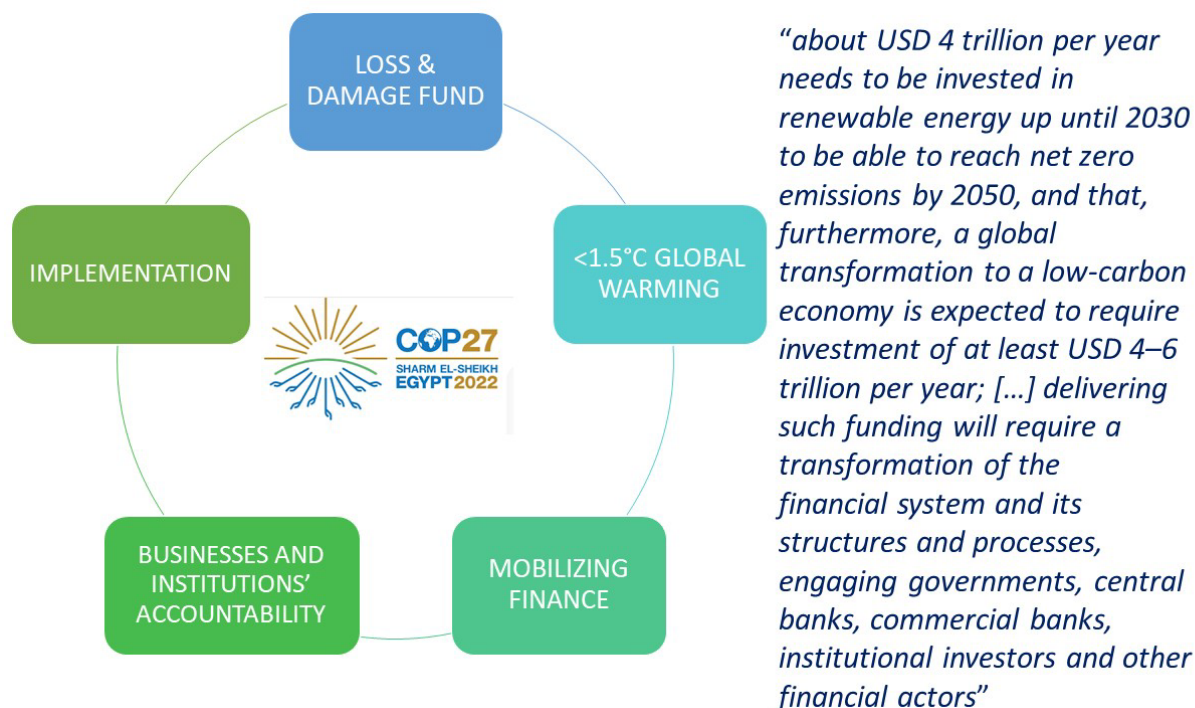 LOSS &
DAMAGE FUND
<1.5°C GLOBAL
WARMING
MOBILIZING
FINANCE
BUSINESSES AND
INSTITUTIONS’
ACCOUNTABILITY
IMPLEMENTATION
COP27
SHARM EL-SHEIKH
EGYPT2022
“about USD 4 trillion per year
needs to be invested in
renewable energy up until 2030
to be able to reach net zero
emissions by 2050, and that,
furthermore, a global
transformation to a low-carbon
economy is expected to require
investment of at least USD 4–6
trillion per year; […] delivering
such funding will require a
transformation of the
financial system and its
structures and processes,
engaging governments, central
banks, commercial banks,
institutional investors and other
financial actors”